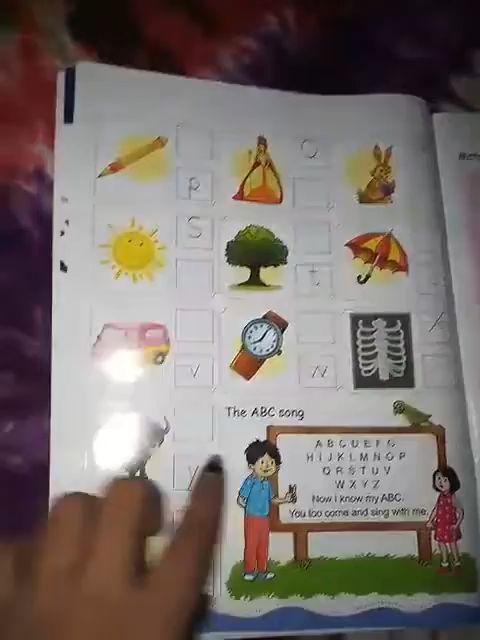 Q
P
S
t
X
v
w
y
The ABC song
A B C D E F G
H I J K L M N O P
Q R S T U V
W X Y Z
Now I know my ABC.
You too come and sing with me.